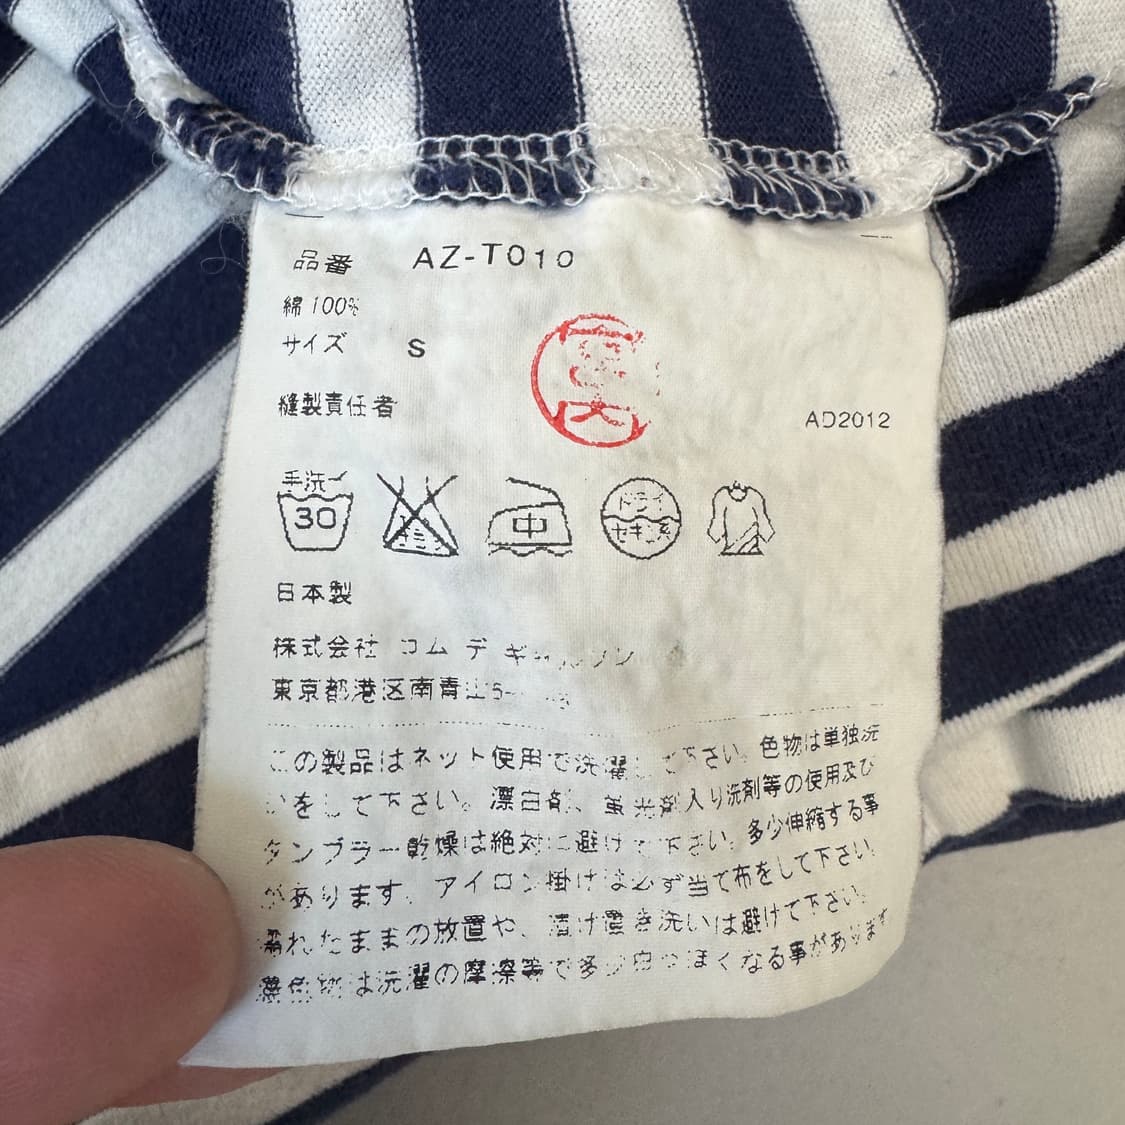 品番 AZ-T010
綿 100%
サイズ S
縫製責任者
AD2012
手洗イ
30
中
ドライ
セキユ系
日本製
株式会社 コム デ ギャルソン
東京都港区南青山5-
この製品はネット使用で洗濯して下さい。色物は単独洗
いをして下さい。漂白剤、蛍光剤入り洗剤等の使用及び
タンブラー乾燥は絶対に避けて下さい。多少伸縮する事
があります。アイロン掛けは必ず当て布をして下さい。
濡れたままの放置や、漬け置き洗いは避けて下さい。
濃色物は洗濯の摩擦等で多少白っぽくなる事があります